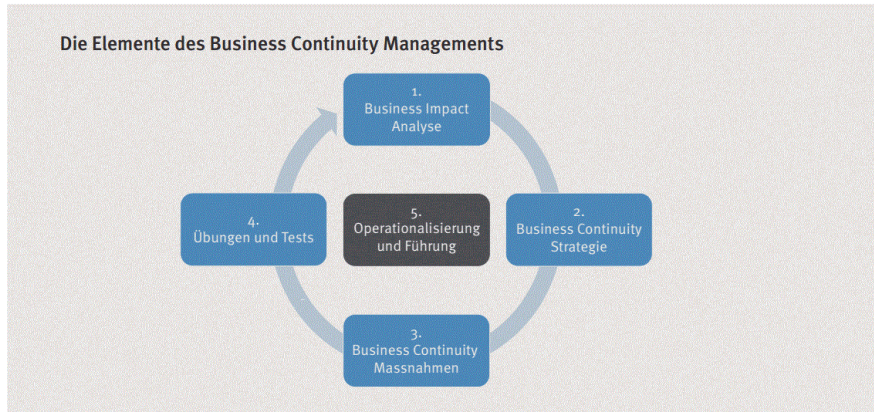 Die Elemente des Business Continuity Managements
1.
Business Impact
Analyse
2.
Business Continuity
Strategie
3.
Business Continuity
Massnahmen
4.
Übungen und Tests
5.
Operationalisierung
und Führung